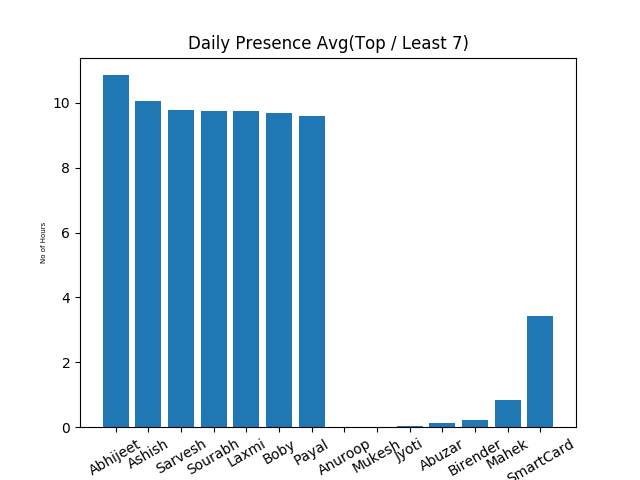 Daily Presence Avg(Top / Least 7)
No of Hours
10
8
6
4
2
0
Abhijeet
Ashish
Sarvesh
Sourabh
Laxmi
Boby
Payal
Anuroop
Mukesh
Jyoti
Abuzar
Birender
Mahek
SmartCard